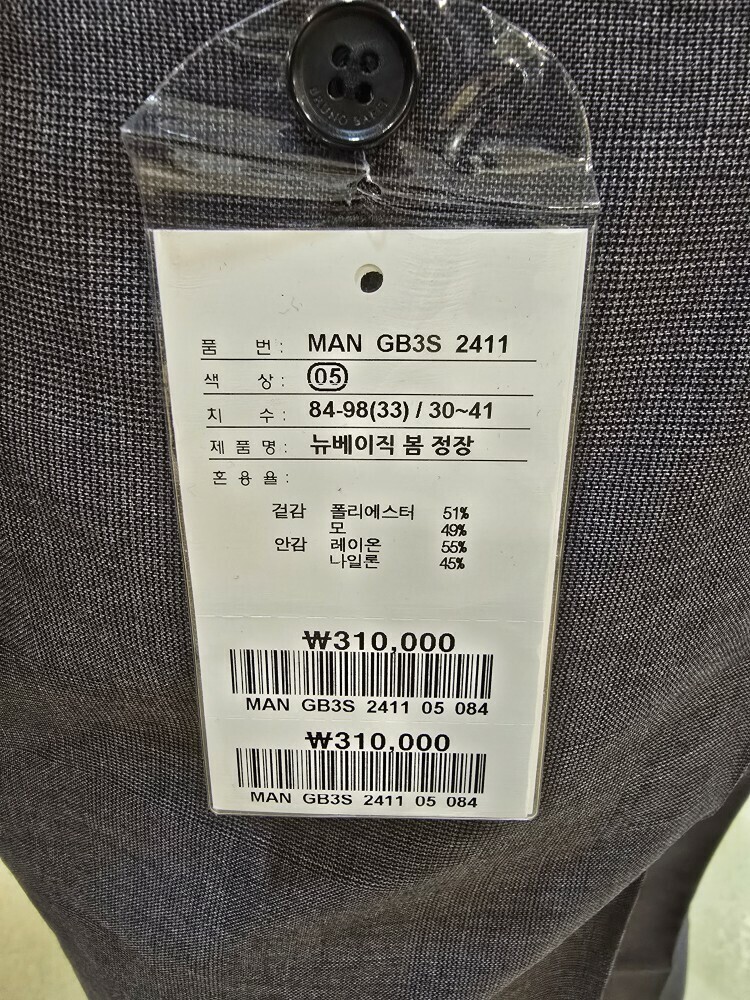 BRUNO BAFFI
품 번 : MAN GB3S 2411
색 상 : 05
치 수 : 84-98(33) / 30~41
제 품 명 : 뉴베이직 봄 정장
혼 용 율 :
겉감 폴리에스터 51%
모 49%
안감 레이온 55%
나일론 45%
₩310,000
MAN GB3S 2411 05 084
₩310,000
MAN GB3S 2411 05 084